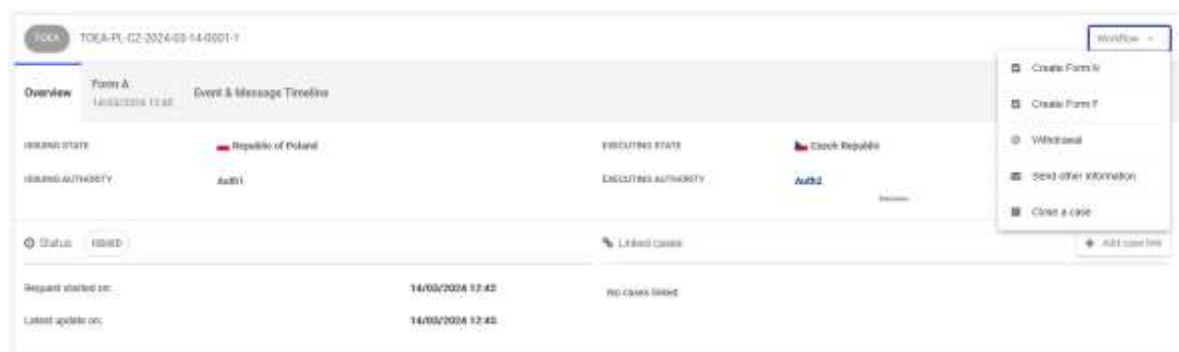 TOEA TOEA-PL-CZ-2024-03-14-0001-1 Workflow
Create Form N
Create Form F
Withdrawal
Send other information
Close a case
Overview Form A Event & Message Timeline
14/03/2024 12:43
ISSUING STATE Republic of Poland EXECUTING STATE Czech Republic
ISSUING AUTHORITY Auth1 EXECUTING AUTHORITY Auth2
Status ISSUED Linked cases Add case link
Request started on: 14/03/2024 12:42 No cases linked
Latest update on: 14/03/2024 12:43